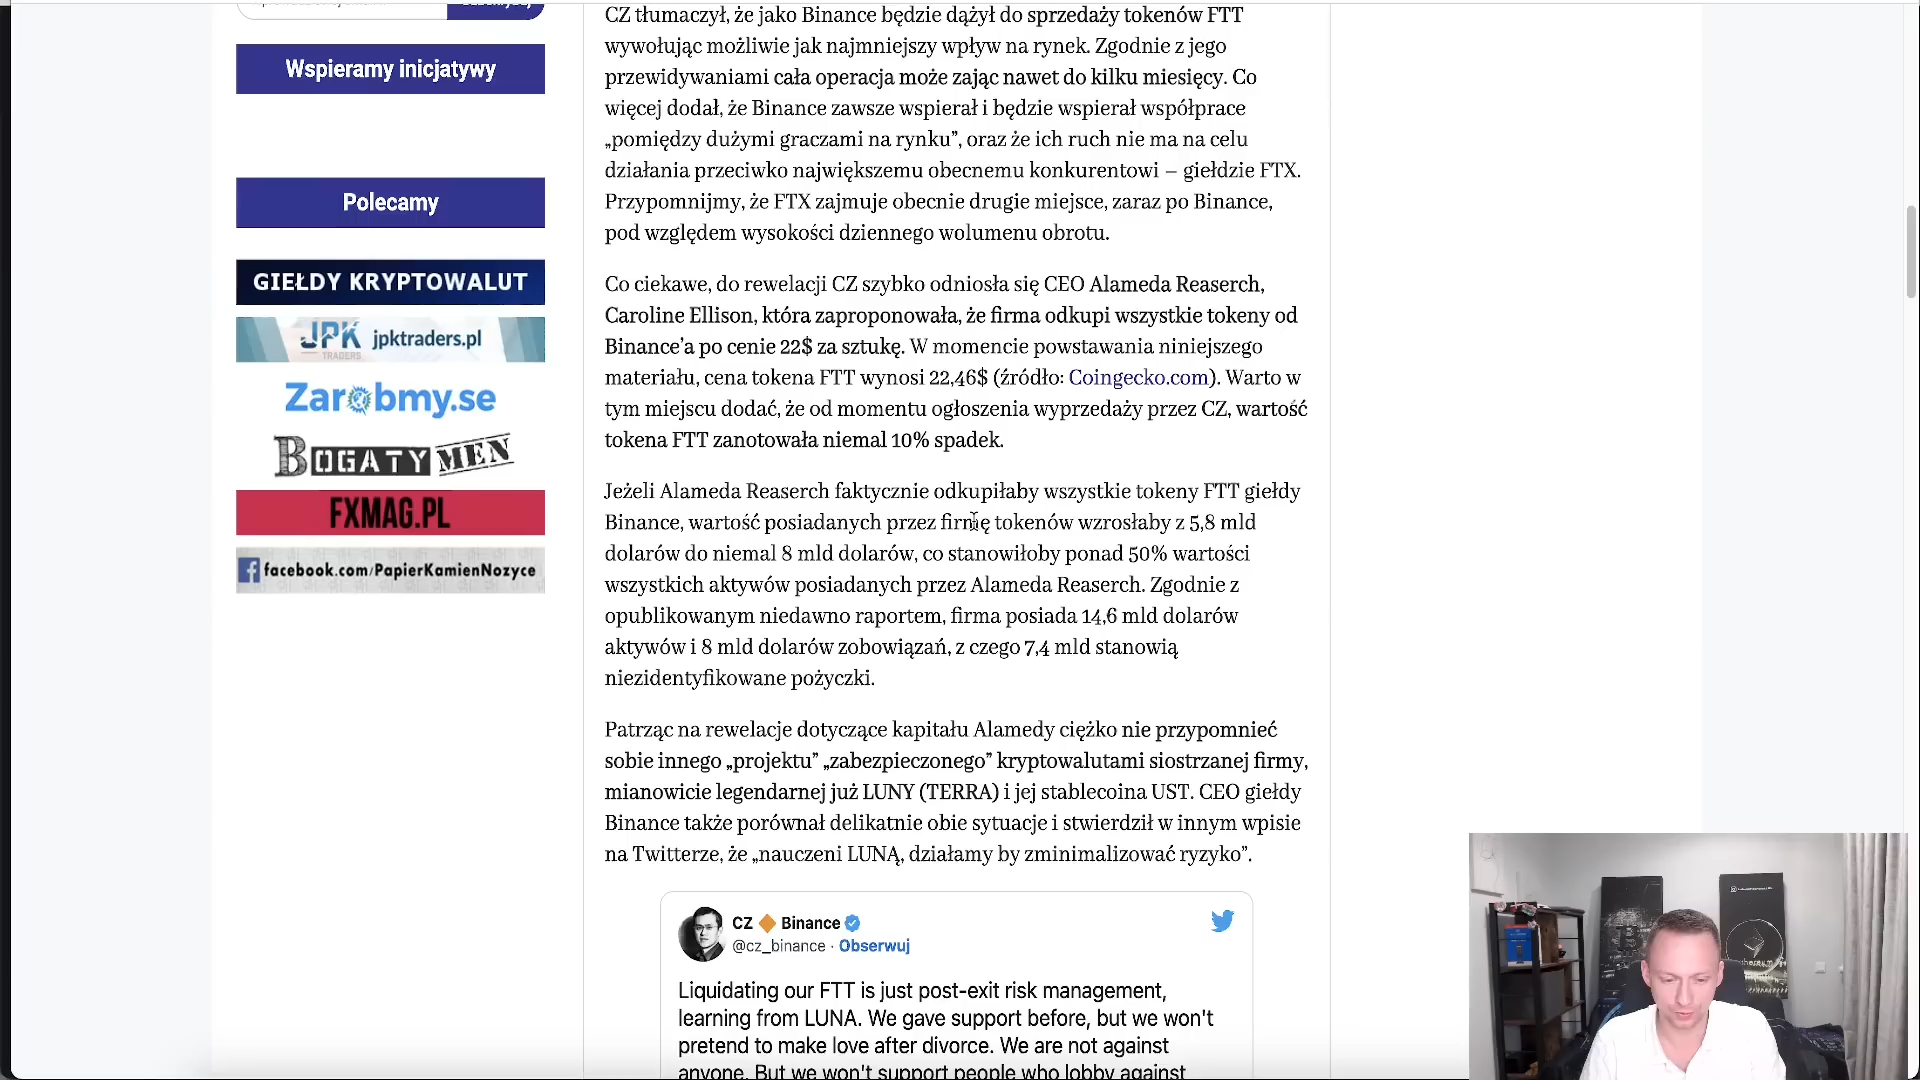 CZ tłumaczył, że jako Binance będzie dążył do sprzedaży tokenów FTT
wywołując możliwie jak najmniejszy wpływ na rynek. Zgodnie z jego
przewidywaniami cała operacja może zająć nawet do kilku miesięcy. Co
więcej dodał, że Binance zawsze wspierał i będzie wspierał współprace
„pomiędzy dużymi graczami na rynku”, oraz że ich ruch nie ma na celu
działania przeciwko największemu obecnemu konkurentowi – giełdzie FTX.
Przypomnijmy, że FTX zajmuje obecnie drugie miejsce, zaraz po Binance,
pod względem wysokości dziennego wolumenu obrotu.
Co ciekawe, do rewelacji CZ szybko odniosła się CEO Alameda Reaserch,
Caroline Ellison, która zaproponowała, że firma odkupi wszystkie tokeny od
Binance’a po cenie 22$ za sztukę. W momencie powstawania niniejszego
materiału, cena tokena FTT wynosi 22,46$ (źródło: Coingecko.com). Warto w
tym miejscu dodać, że od momentu ogłoszenia wyprzedaży przez CZ, wartość
tokena FTT zanotowała niemal 10% spadek.
Jeżeli Alameda Reaserch faktycznie odkupiłaby wszystkie tokeny FTT giełdy
Binance, wartość posiadanych przez firmę tokenów wzrosłaby z 5,8 mld
dolarów do niemal 8 mld dolarów, co stanowiłoby ponad 50% wartości
wszystkich aktywów posiadanych przez Alameda Reaserch. Zgodnie z
opublikowanym niedawno raportem, firma posiada 14,6 mld dolarów
aktywów i 8 mld dolarów zobowiązań, z czego 7,4 mld stanowią
niezidentyfikowane pożyczki.
Patrząc na rewelacje dotyczące kapitału Alamedy ciężko nie przypomnieć
sobie innego „projektu” „zabezpieczonego” kryptowalutami siostrzanej firmy,
mianowicie legendarnej już LUNY (TERRA) i jej stablecoina UST. CEO giełdy
Binance także porównał delikatnie obie sytuacje i stwierdził w innym wpisie
na Twitterze, że „nauczeni LUNĄ, działamy by zminimalizować ryzyko”.
CZ 🔶 Binance
@cz_binance · Obserwuj
Liquidating our FTT is just post-exit risk management,
learning from LUNA. We gave support before, but we won't
pretend to make love after divorce. We are not against
anyone. But we won't support people who lobby against
Wspieramy inicjatywy
Polecamy
GIEŁDY KRYPTOWALUT
JPK TRADERS jpktraders.pl
Zarobmy.se
BOGATY MEN
FXMAG.PL
facebook.com/PapierKamienNozyce